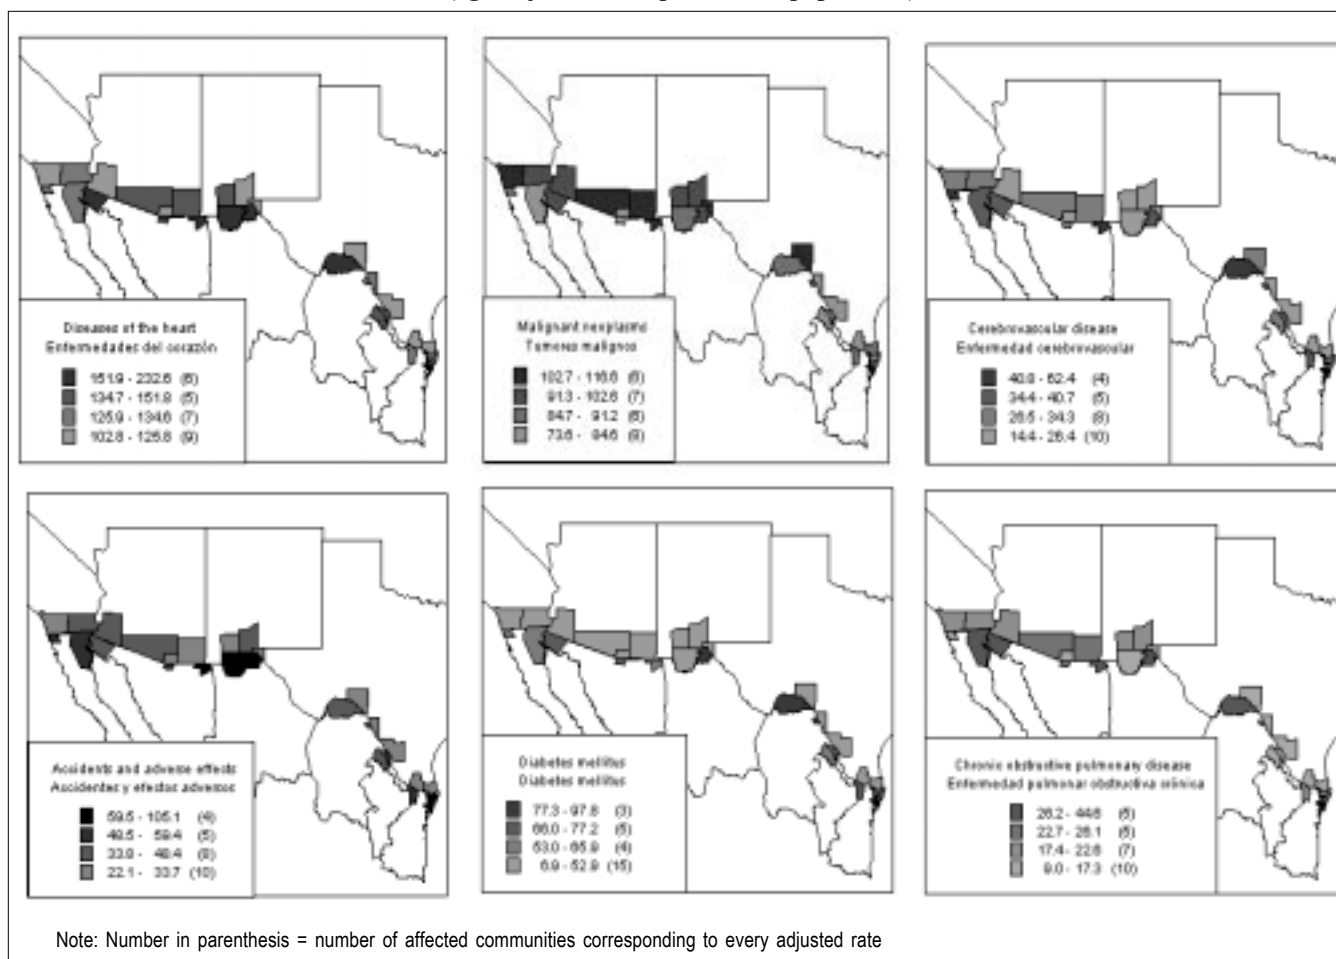 Diseases of the heart
Enfermedades del corazón
151.9 - 232.6 (6)
134.7 - 151.8 (5)
125.9 - 134.6 (7)
102.8 - 125.8 (9)
Malignant neoplasms
Tumores malignos
102.7 - 116.6 (6)
91.3 - 102.6 (7)
84.7 - 91.2 (6)
73.6 - 84.6 (8)
Cerebrovascular disease
Enfermedad cerebrovascular
40.8 - 62.4 (4)
34.4 - 40.7 (5)
26.5 - 34.3 (8)
14.4 - 26.4 (10)
Accidents and adverse effects
Accidentes y efectos adversos
59.5 - 105.1 (4)
48.5 - 59.4 (5)
33.8 - 48.4 (8)
22.1 - 33.7 (10)
Diabetes mellitus
Diabetes mellitus
77.3 - 97.8 (3)
66.0 - 77.2 (5)
53.0 - 65.9 (4)
6.9 - 52.9 (15)
Chronic obstructive pulmonary disease
Enfermedad pulmonar obstructiva crónica
26.2 - 44.6 (5)
22.7 - 26.1 (5)
17.4 - 22.6 (7)
9.0 - 17.3 (10)
Note: Number in parenthesis = number of affected communities corresponding to every adjusted rate